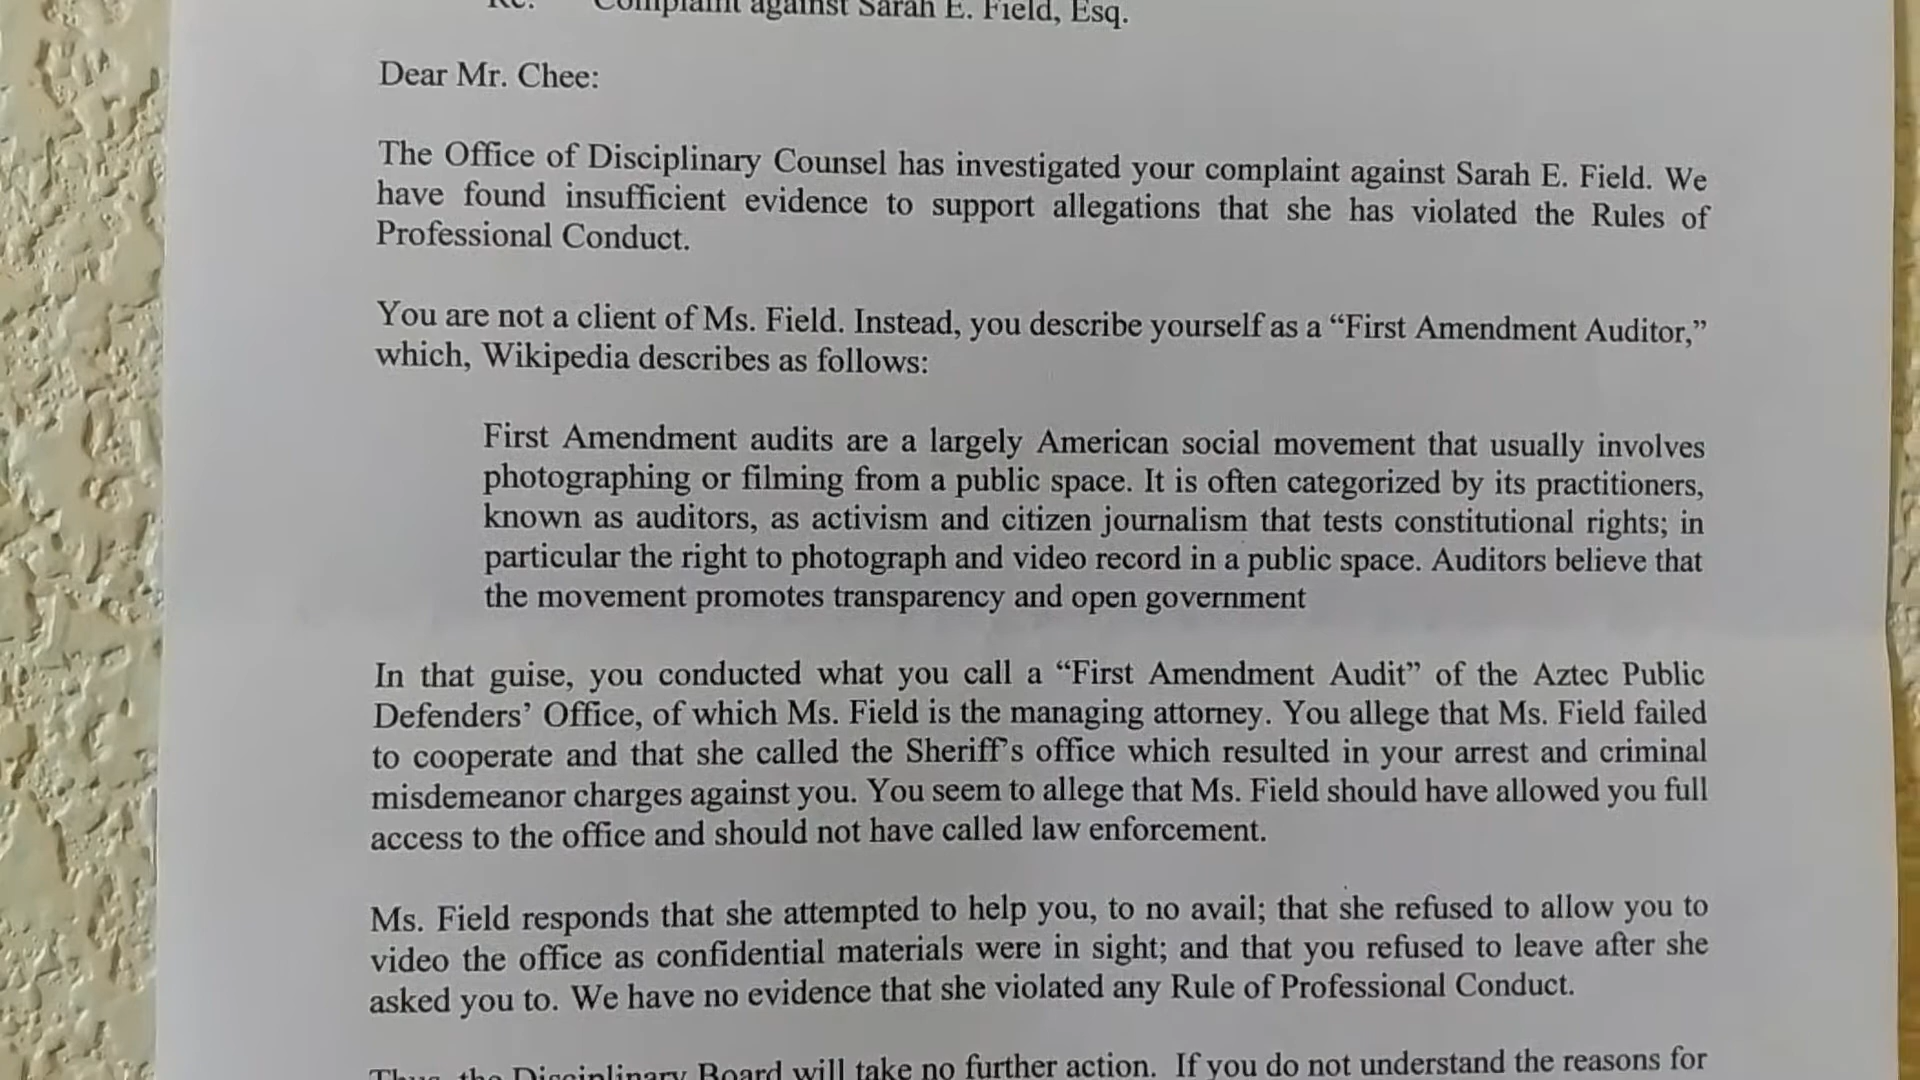 Re: Complaint against Sarah E. Field, Esq.
Dear Mr. Chee:
The Office of Disciplinary Counsel has investigated your complaint against Sarah E. Field. We
have found insufficient evidence to support allegations that she has violated the Rules of
Professional Conduct.
You are not a client of Ms. Field. Instead, you describe yourself as a “First Amendment Auditor,”
which, Wikipedia describes as follows:
First Amendment audits are a largely American social movement that usually involves
photographing or filming from a public space. It is often categorized by its practitioners,
known as auditors, as activism and citizen journalism that tests constitutional rights; in
particular the right to photograph and video record in a public space. Auditors believe that
the movement promotes transparency and open government
In that guise, you conducted what you call a “First Amendment Audit” of the Aztec Public
Defenders’ Office, of which Ms. Field is the managing attorney. You allege that Ms. Field failed
to cooperate and that she called the Sheriff’s office which resulted in your arrest and criminal
misdemeanor charges against you. You seem to allege that Ms. Field should have allowed you full
access to the office and should not have called law enforcement.
Ms. Field responds that she attempted to help you, to no avail; that she refused to allow you to
video the office as confidential materials were in sight; and that you refused to leave after she
asked you to. We have no evidence that she violated any Rule of Professional Conduct.
Thus, the Disciplinary Board will take no further action. If you do not understand the reasons for